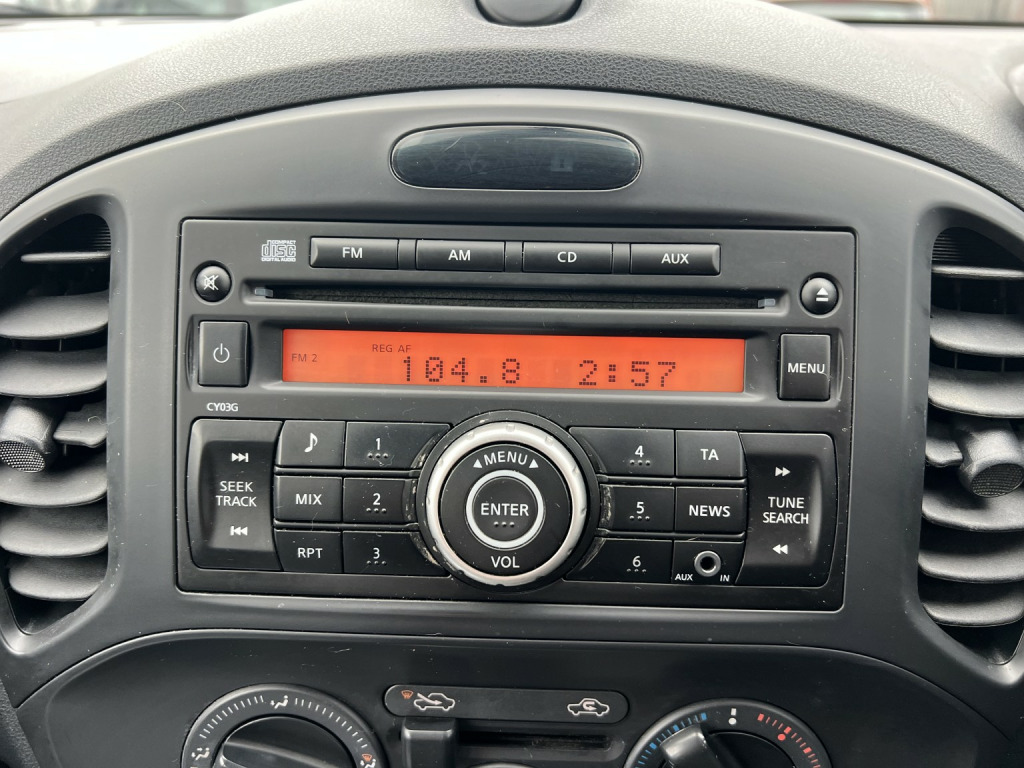 COMPACT
DISC
DIGITAL AUDIO
FM
AM
CD
AUX
REG AF
FM 2
104.8 2:57
MENU
CY03G
SEEK
TRACK
MIX
RPT
1
2
3
MENU
ENTER
VOL
4
5
6
TA
NEWS
AUX IN
TUNE
SEARCH